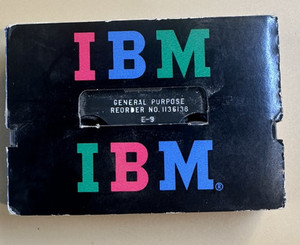 IBM
GENERAL PURPOSE
REORDER NO. 1136138
E-9
IBM®